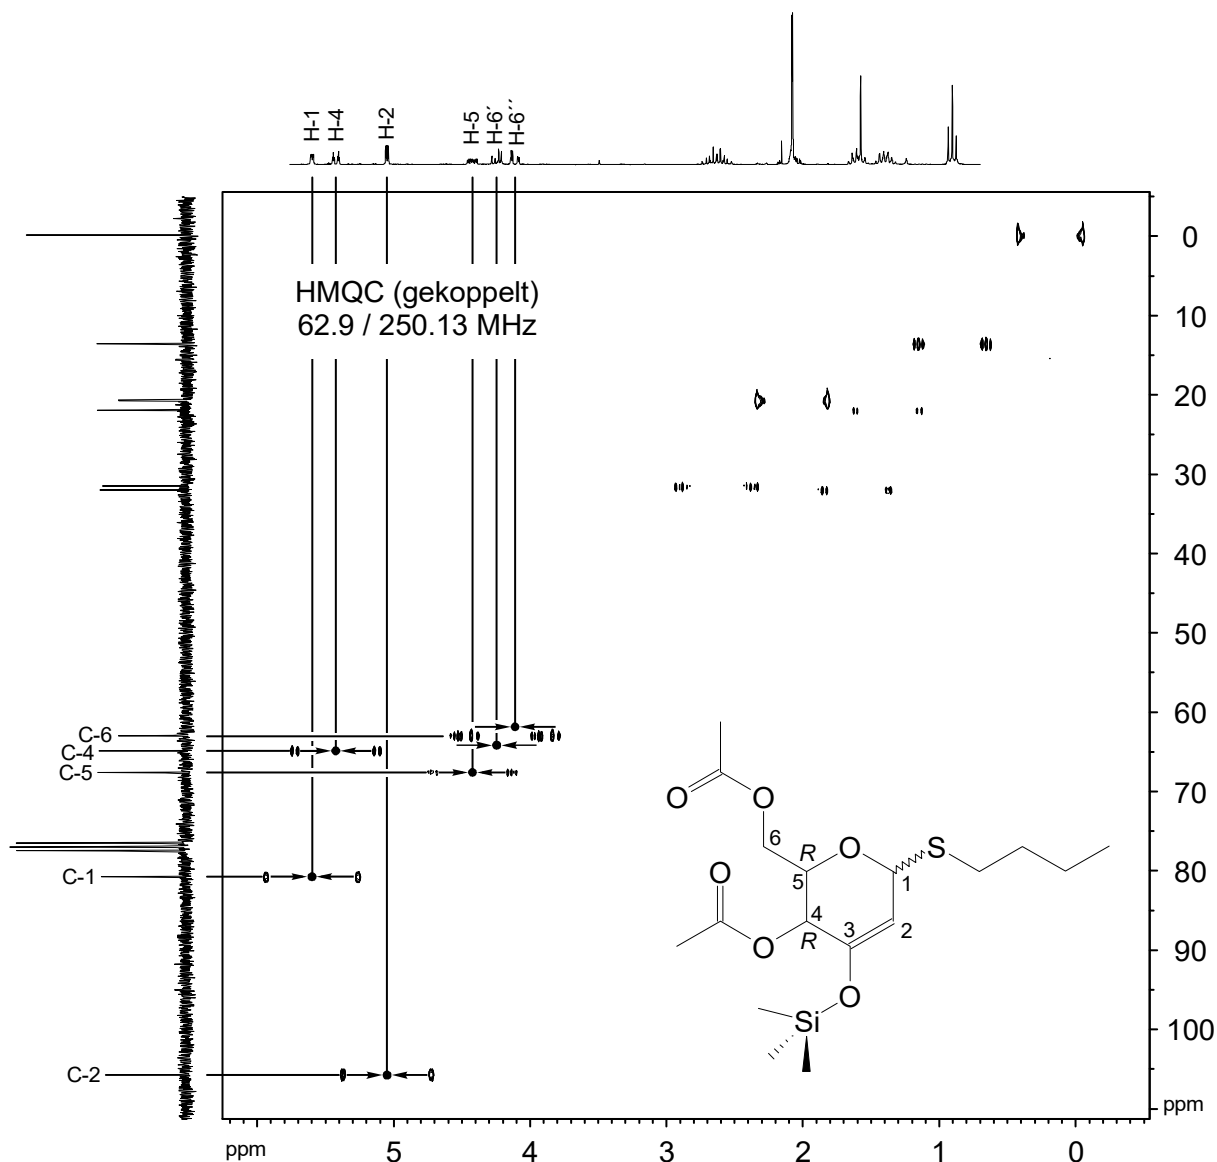 H-1 H-4 H-2 H-5 H-6´ H-6´´
HMQC (gekoppelt)
62.9 / 250.13 MHz
0
10
20
30
40
50
60
70
80
90
100
ppm
C-6
C-4
C-5
C-1
C-2
O
O
6
R
O
S
5
1
O
4
3
2
O
R
O
Si
ppm 5 4 3 2 1 0